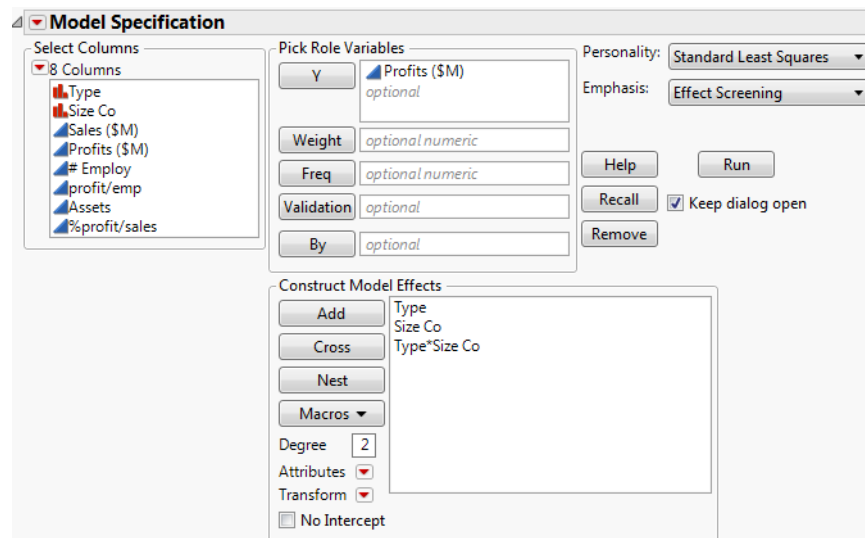 Model Specification
Select Columns
8 Columns
Type
Size Co
Sales ($M)
Profits ($M)
# Employ
profit/emp
Assets
%profit/sales
Pick Role Variables
Y
Profits ($M)
optional
Weight
optional numeric
Freq
optional numeric
Validation
optional
By
optional
Personality:
Standard Least Squares
Emphasis:
Effect Screening
Help
Run
Recall
Keep dialog open
Remove
Construct Model Effects
Add
Cross
Nest
Macros
Type
Size Co
Type*Size Co
Degree 2
Attributes
Transform
No Intercept